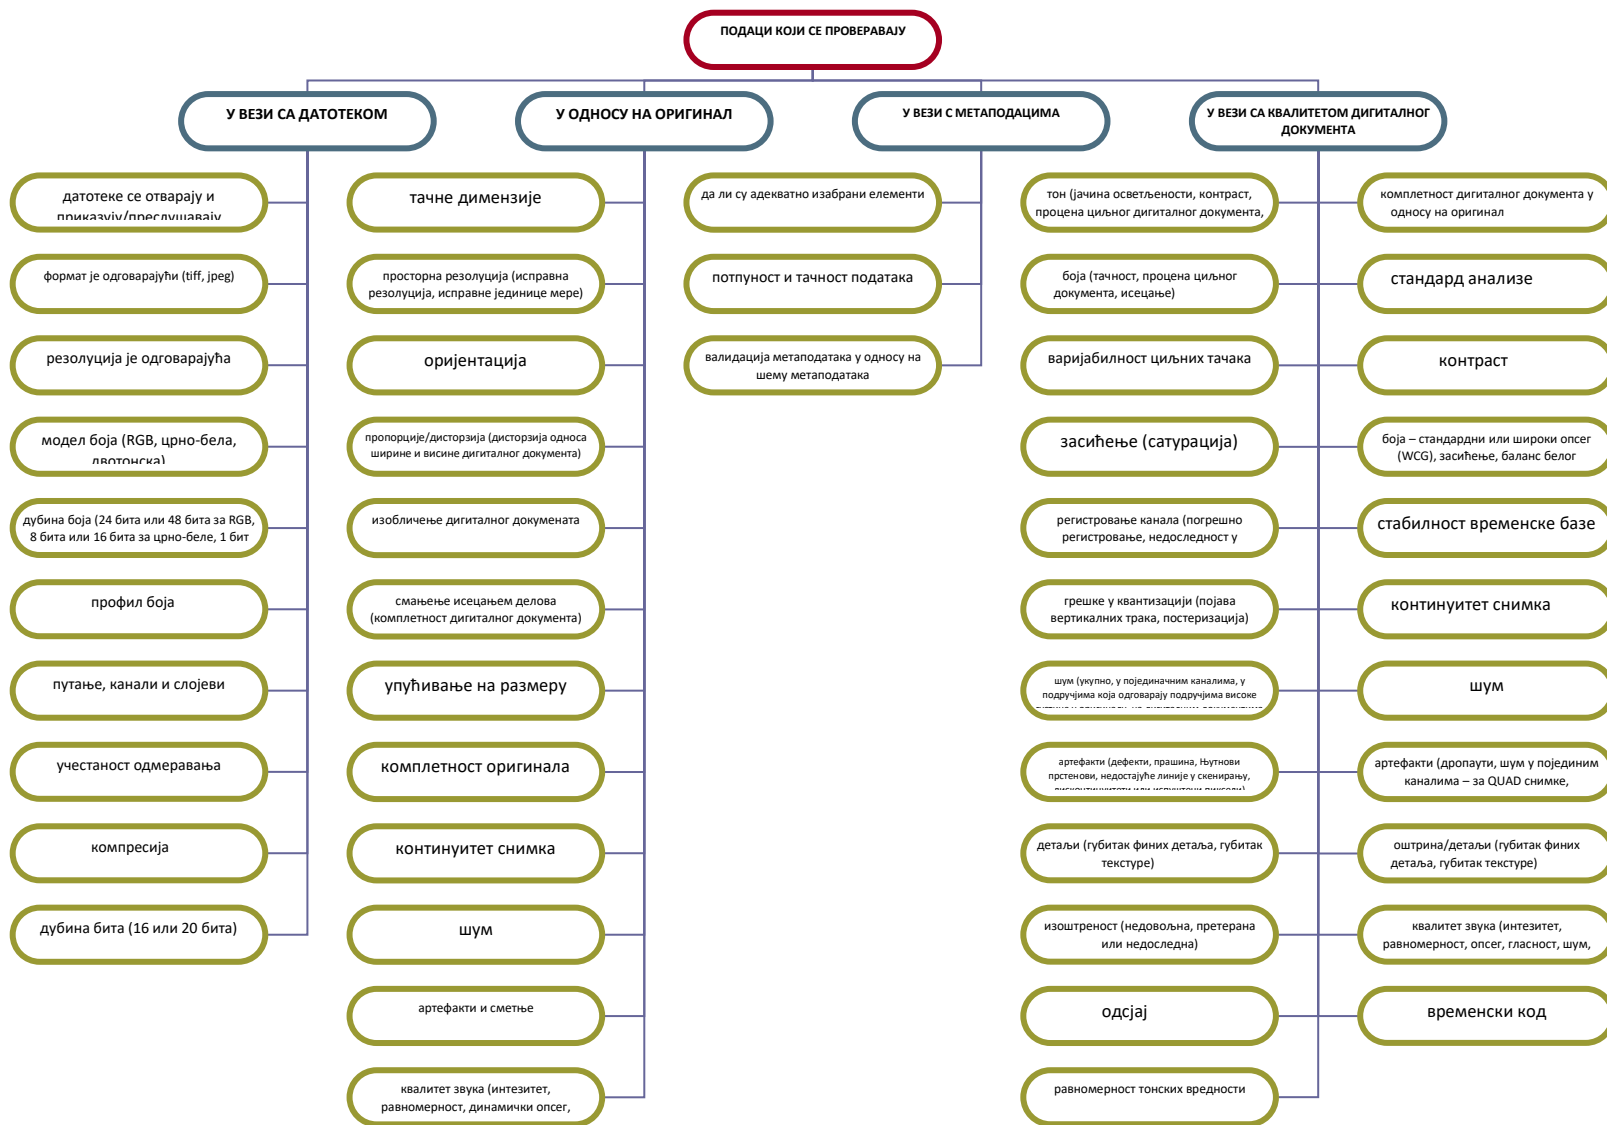 ПОДАЦИ КОЈИ СЕ ПРОВЕРАВАЈУ
У ВЕЗИ СА ДАТОТЕКОМ
датотеке се отварају и
приказују/преслушавају
формат је одговарајући (tiff, jpeg)
резолуција је одговарајућа
модел боја (RGB, црно-бела,
двотонска)
дубина боја (24 бита или 48 бита за RGB,
8 бита или 16 бита за црно-беле, 1 бит
профил боја
путање, канали и слојеви
учестаност одмеравања
компресија
дубина бита (16 или 20 бита)
У ОДНОСУ НА ОРИГИНАЛ
тачне димензије
просторна резолуција (исправна
резолуција, исправне јединице мере)
оријентација
пропорције/дисторзија (дисторзија односа
ширине и висине дигиталног документа)
изобличење дигиталног докумената
смањење исецањем делова
(комплетност дигиталног документа)
упућивање на размеру
комплетност оригинала
континуитет снимка
шум
артефакти и сметње
квалитет звука (интезитет,
равномерност, динамички опсег,
У ВЕЗИ С МЕТАПОДАЦИМА
да ли су адекватно изабрани елементи
потпуност и тачност података
валидација метаподатака у односу на
шему метаподатака
У ВЕЗИ СА КВАЛИТЕТОМ ДИГИТАЛНОГ
ДОКУМЕНТА
тон (јачина осветљености, контраст,
процена циљног дигиталног документа,
боја (тачност, процена циљног
документа, исецање)
варијабилност циљних тачака
засићење (сатурација)
регистровање канала (погрешно
регистровање, недоследност у
грешке у квантизацији (појава
вертикалних трака, постеризација)
шум (укупно, у појединачним каналима, у
подручјима која одговарају подручјима високе
артефакти (дефекти, прашина, Њутнови
прстенови, недостајуће линије у скенирању,
дисконтинуитети или испуштени пиксели)
детаљи (губитак финих детаља, губитак
текстуре)
изоштреност (недовољна, претерана
или недоследна)
одсјај
равномерност тонских вредности
комплетност дигиталног документа у
односу на оригинал
стандард анализе
контраст
боја – стандардни или широки опсег
(WCG), засићење, баланс белог
стабилност временске базе
континуитет снимка
шум
артефакти (дропаути, шум у појединим
каналима – за QUAD снимке,
оштрина/детаљи (губитак финих
детаља, губитак текстуре)
квалитет звука (интезитет,
равномерност, опсег, гласност, шум,
временски код